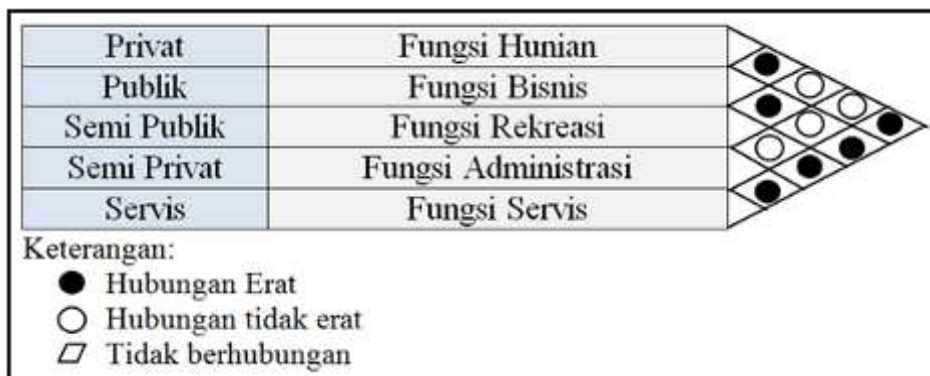 Privat Fungsi Hunian
Publik Fungsi Bisnis
Semi Publik Fungsi Rekreasi
Semi Privat Fungsi Administrasi
Servis Fungsi Servis
Keterangan:
Hubungan Erat
Hubungan tidak erat
Tidak berhubungan